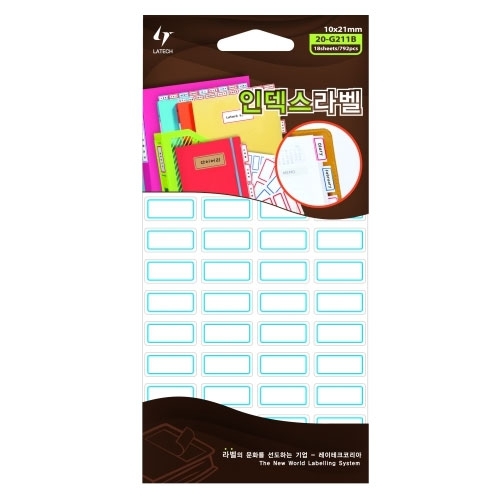 LATECH
10x21mm
20-G211B
18sheets/792pcs
인덱스라벨
라벨의 문화를 선도하는 기업 - 레이테크코리아
The New World Labelling System